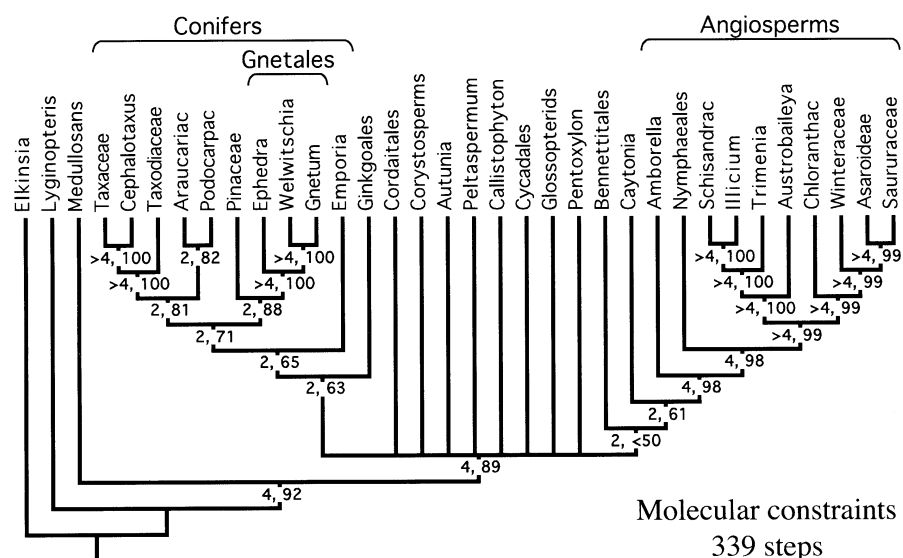 Conifers
Angiosperms
Gnetales
Elkinsia
Lyginopteris
Medullosans
Taxaceae
Cephalotaxus
Taxodiaceae
Araucariac
Podocarpac
Pinaceae
Ephedra
Welwitschia
Gnetum
Emporia
Ginkgoales
Cordaitales
Corystosperms
Autunia
Peltaspermum
Callistophyton
Cycadales
Glossopterids
Pentoxylon
Bennettitales
Caytonia
Amborella
Nymphaeales
Schisandrac
Illicium
Trimenia
Austrobaileya
Chloranthac
Winteraceae
Asaroideae
Saururaceae
>4, 100 2, 82 >4, 100 >4, 100 >4, 99
>4, 100 >4, 100 >4, 100 >4, 99
2, 81 2, 88 >4, 100 >4, 99
2, 71 >4, 99
2, 65 4, 98
2, 63 4, 98
2, 61
2, <50
4, 89
4, 92
Molecular constraints
339 steps